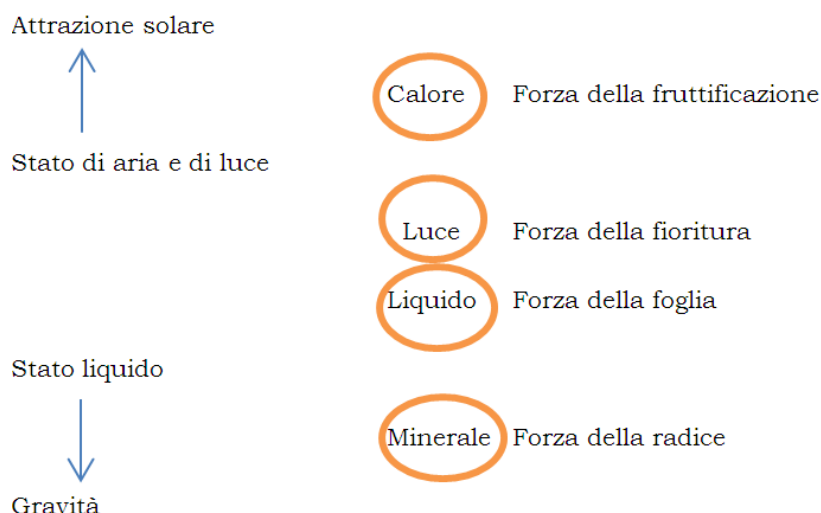 Attrazione solare
Calore Forza della fruttificazione
Stato di aria e di luce
Luce Forza della fioritura
Liquido Forza della foglia
Stato liquido
Minerale Forza della radice
Gravità